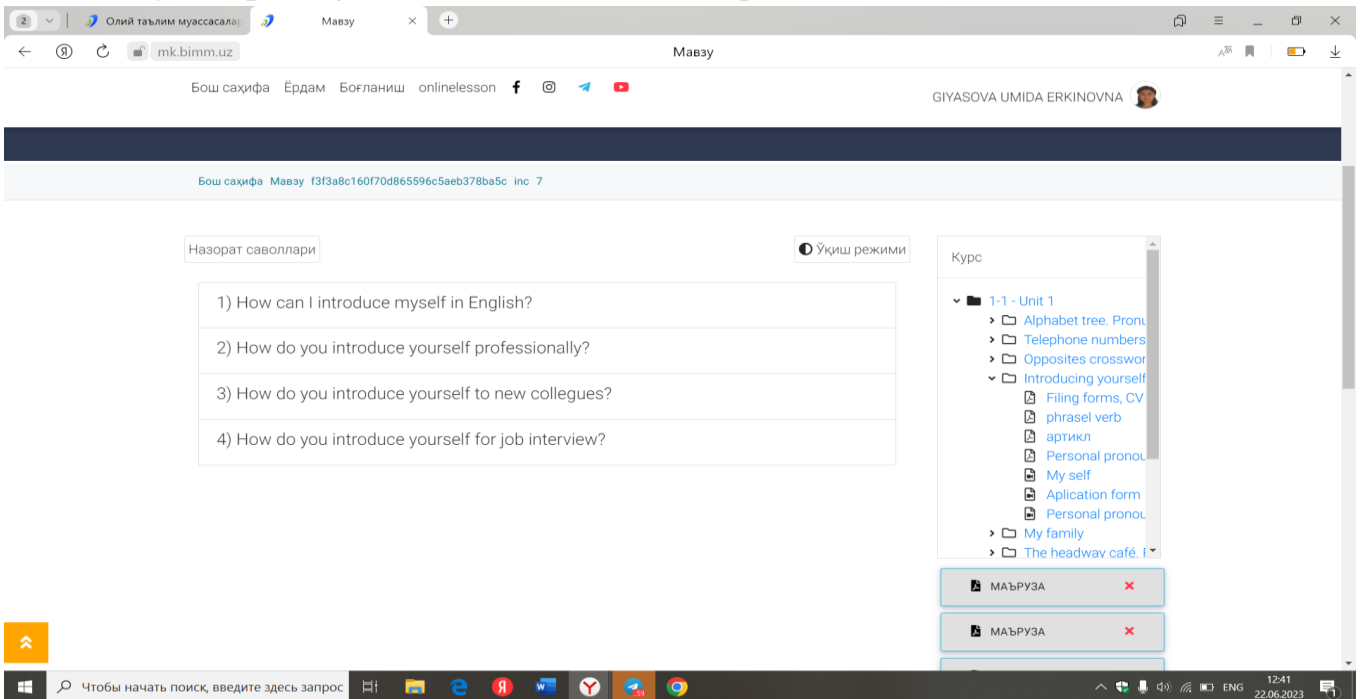 2
Олий таълим муассасалар
Мавзу
mk.bimm.uz
Мавзу
Бош саҳифа Ёрдам Боғланиш onlinelesson
GIYASOVA UMIDA ERKINOVNA
Бош саҳифа Мавзу f3f3a8c160f70d865596c5aeb378ba5c inc 7
Назорат саволлари
Ўқиш режими
1) How can I introduce myself in English?
2) How do you introduce yourself professionally?
3) How do you introduce yourself to new collegues?
4) How do you introduce yourself for job interview?
Курс
1-1 - Unit 1
Alphabet tree. Pronu
Telephone numbers
Opposites crosswor
Introducing yourself
Filing forms, CV
phrasel verb
артикл
Personal pronou
My self
Aplication form
Personal pronou
My family
The headway café. F
МАЪРУЗА
МАЪРУЗА
Чтобы начать поиск, введите здесь запрос
59
ENG
12:41
22.06.2023